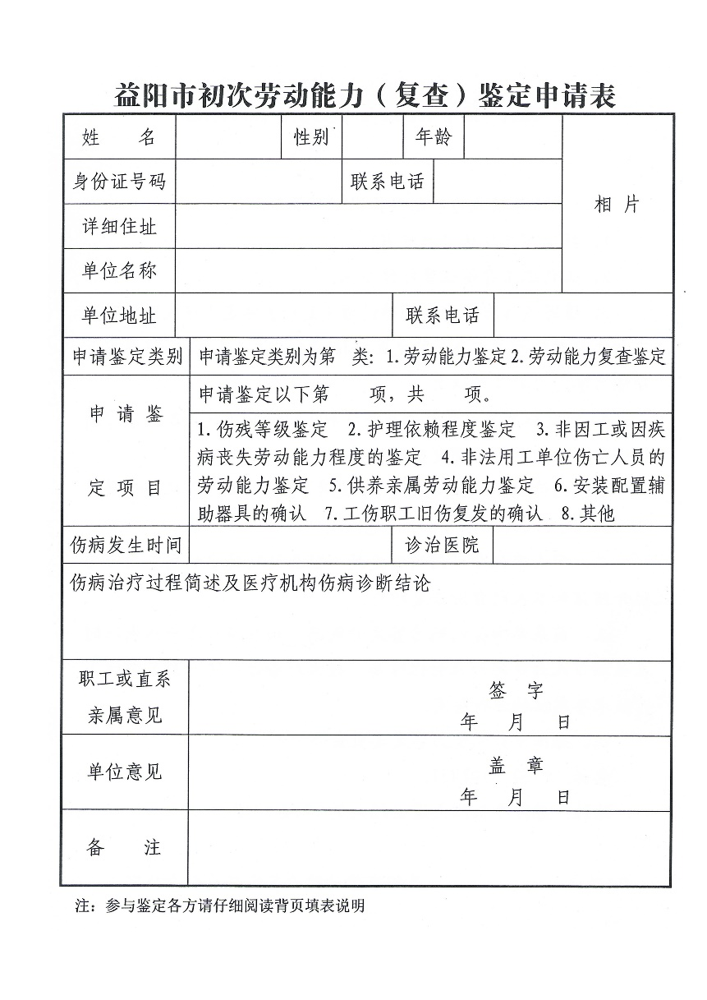 益阳市初次劳动能力（复查）鉴定申请表
姓 名 性别 年龄
相 片
身份证号码 联系电话
详细住址
单位名称
单位地址 联系电话
申请鉴定类别 申请鉴定类别为第 类：1.劳动能力鉴定2.劳动能力复查鉴定
申请鉴定以下第 项，共 项。
申 请 鉴
定 项 目
1.伤残等级鉴定 2.护理依赖程度鉴定 3.非因工或因疾
病丧失劳动能力程度的鉴定 4.非法用工单位伤亡人员的
劳动能力鉴定 5.供养亲属劳动能力鉴定 6.安装配置辅
助器具的确认 7.工伤职工旧伤复发的确认 8.其他
伤病发生时间 诊治医院
伤病治疗过程简述及医疗机构伤病诊断结论
职工或直系
亲属意见
签 字
年 月 日
单位意见
盖 章
年 月 日
备 注
注：参与鉴定各方请仔细阅读背页填表说明